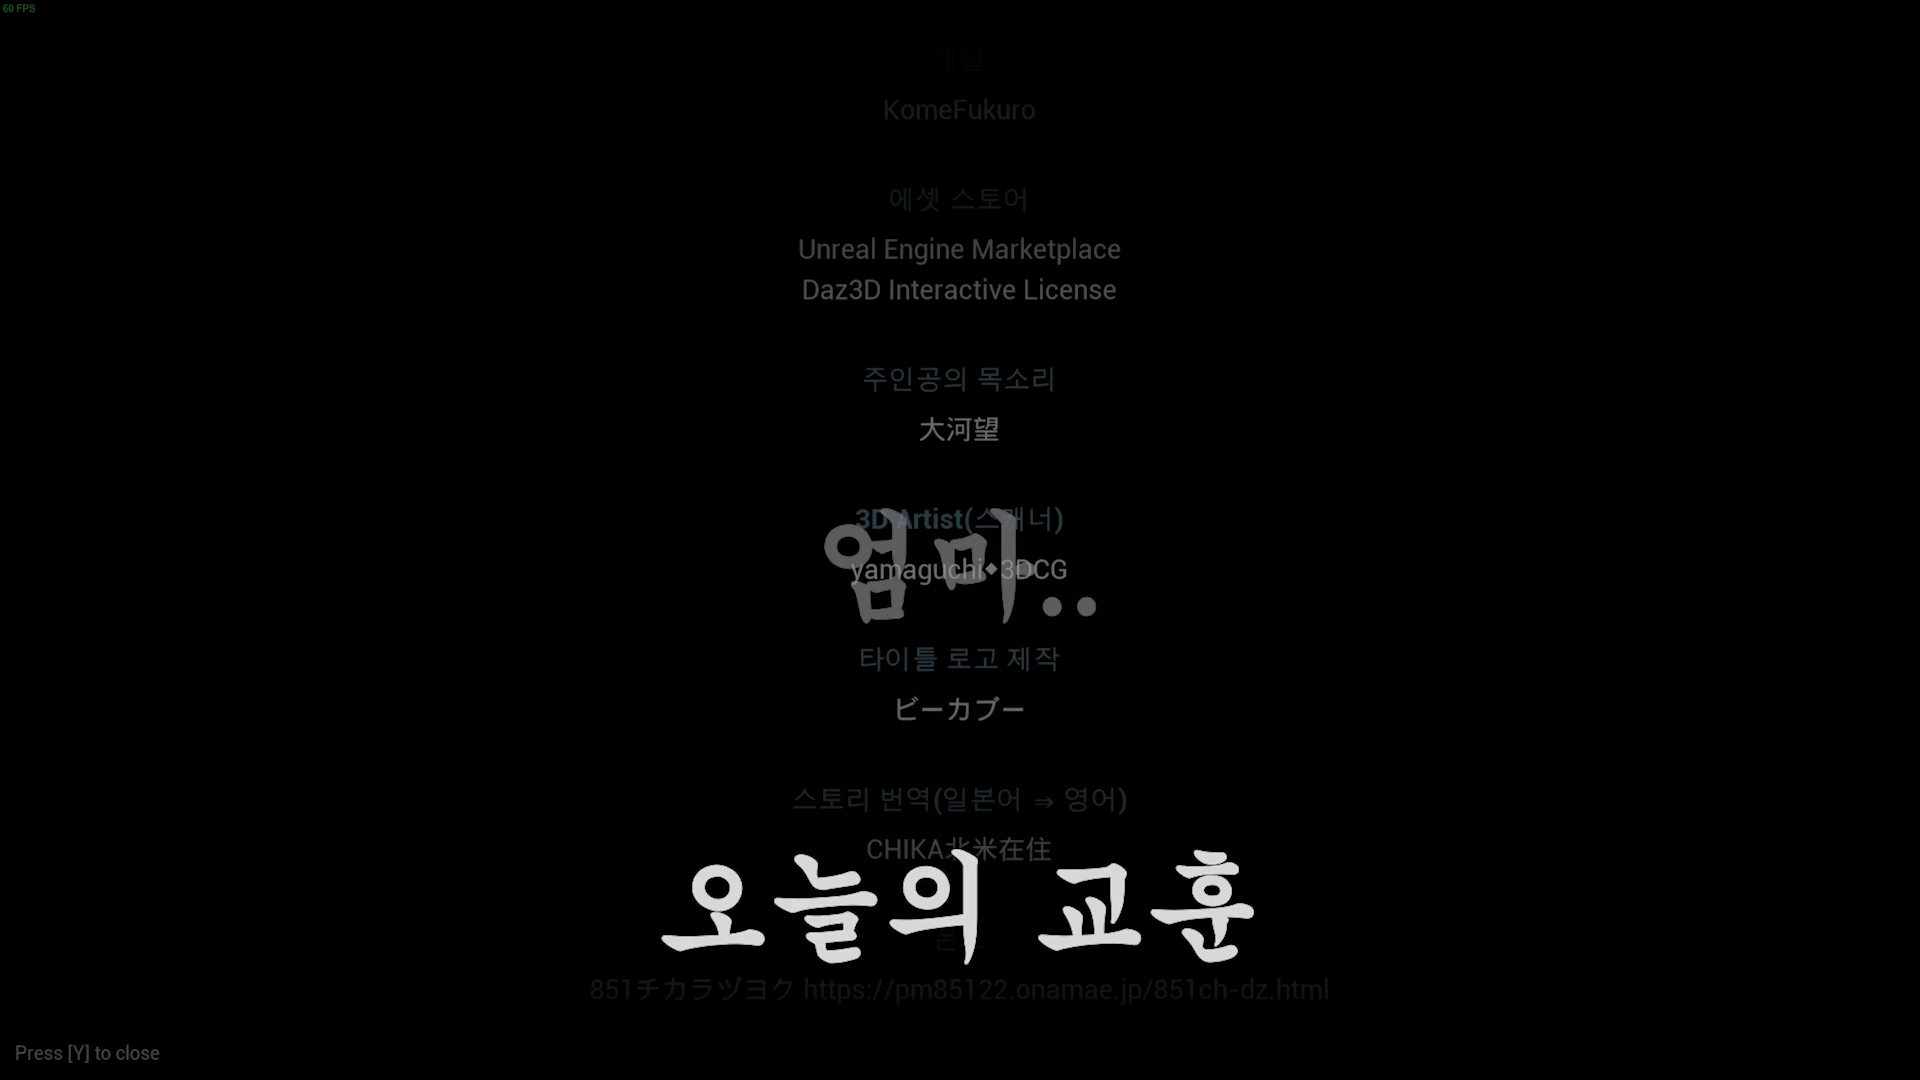 60 FPS
개발
KomeFukuro
에셋 스토어
Unreal Engine Marketplace
Daz3D Interactive License
주인공의 목소리
大河望
3D Artist(스캐너)
엄마..
yamaguchi◆3DCG
타이틀 로고 제작
ビーカブー
스토리 번역(일본어 ⇒ 영어)
CHIKA北米在住
오늘의 교훈
851チカラヅヨク https://pm85122.onamae.jp/851ch-dz.html
Press [Y] to close